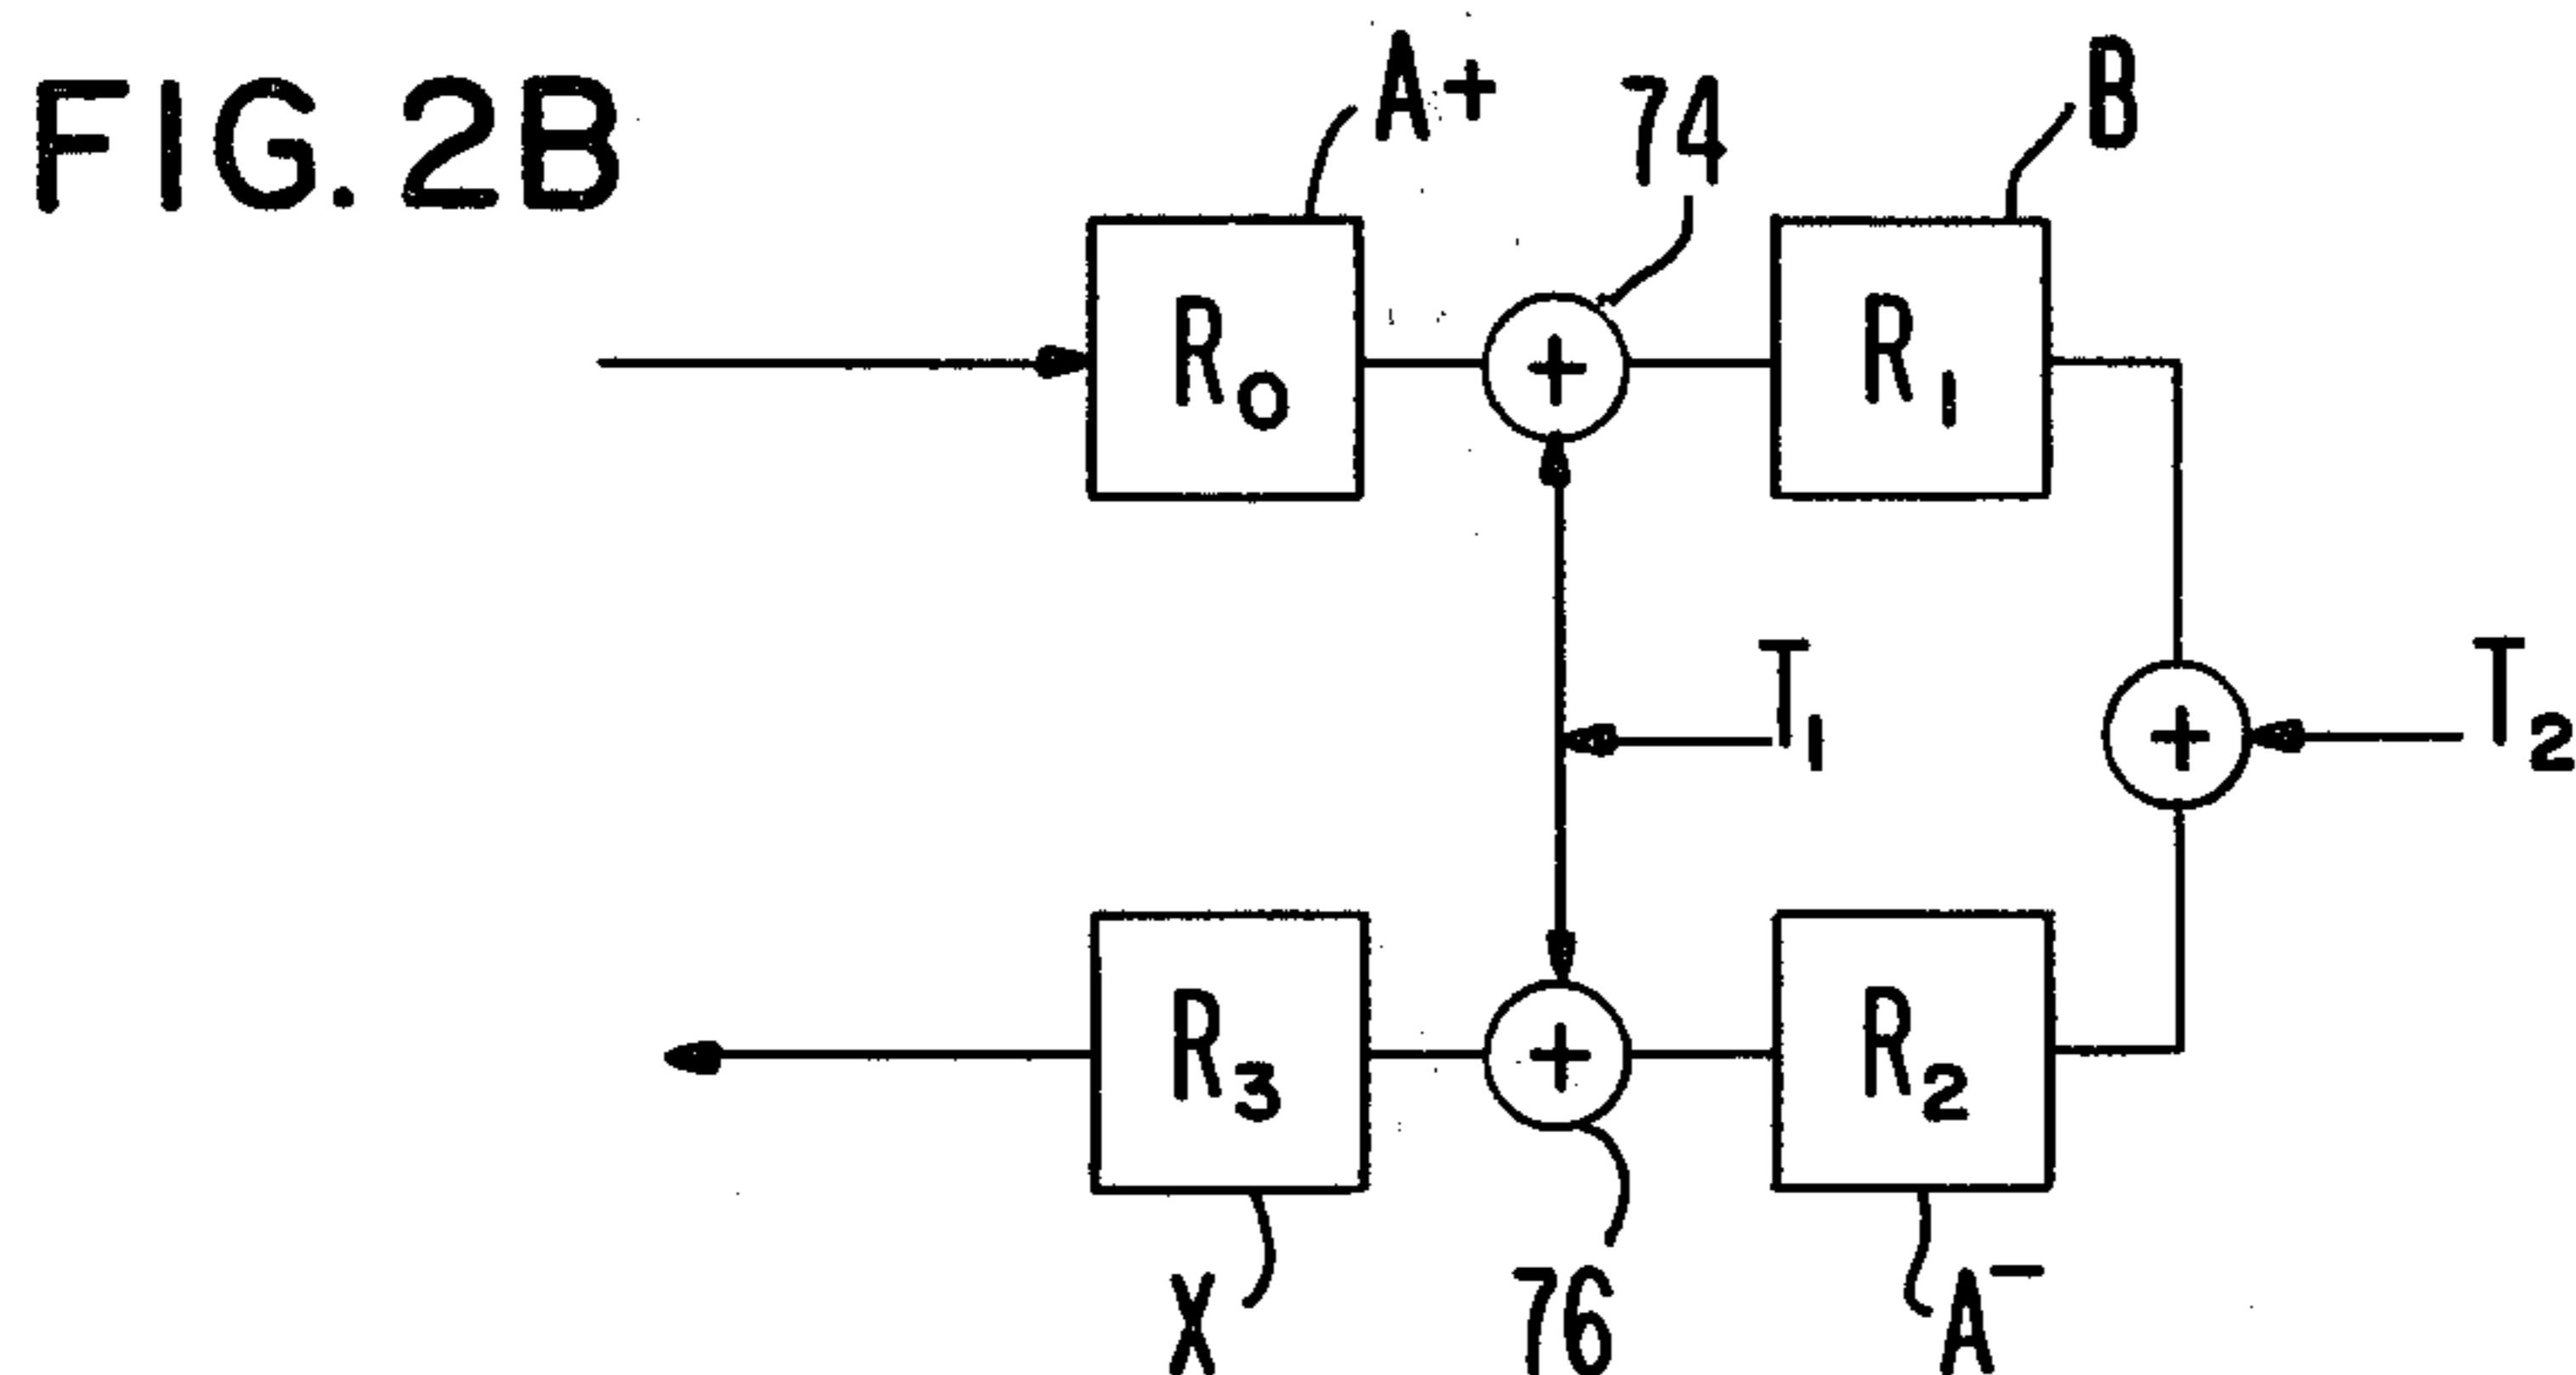 FIG. 2B
A+
74
B
R0
+
R1
T1
+
T2
R3
+
R2
X
76
A-